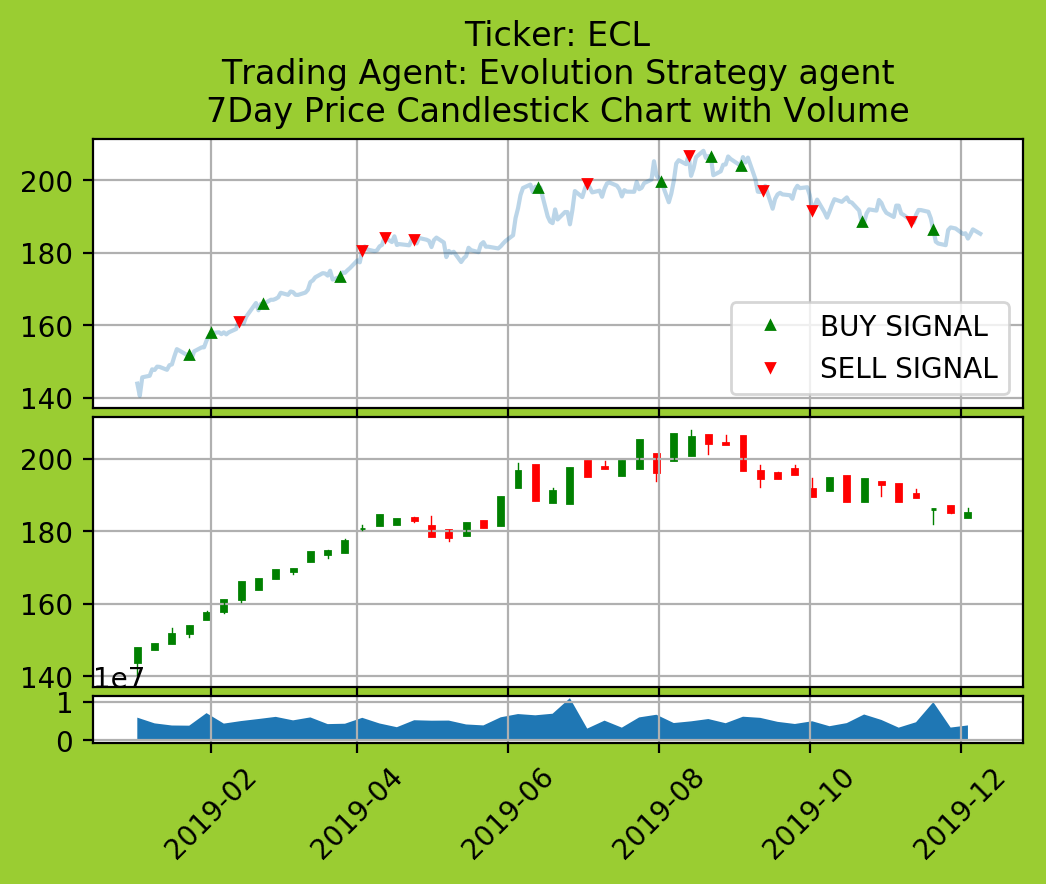 Ticker: ECL
Trading Agent: Evolution Strategy agent
7Day Price Candlestick Chart with Volume
200
180
160
140
BUY SIGNAL
SELL SIGNAL
200
180
160
140
1e7
1
0
2019-02
2019-04
2019-06
2019-08
2019-10
2019-12